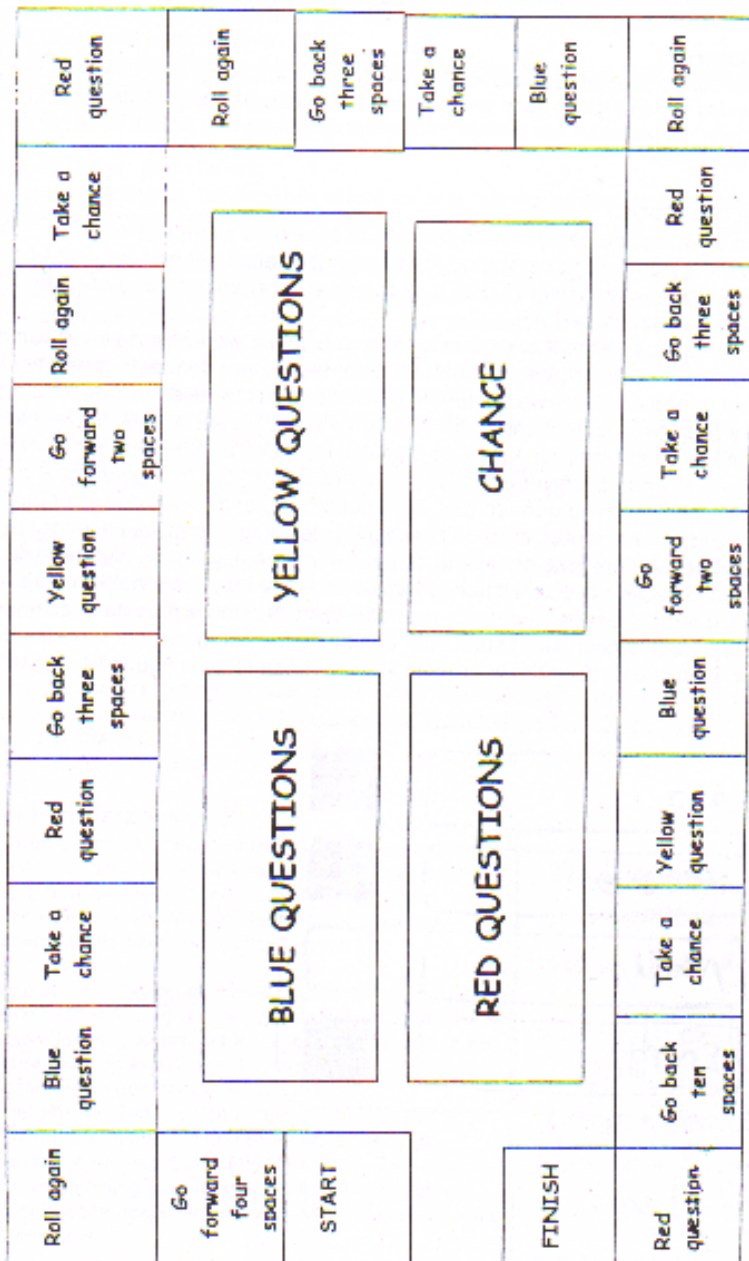 START
Go
forward
four
spaces
Roll again
Blue
question
Take a
chance
Red
question
Go back
three
spaces
Yellow
question
Go
forward
two
spaces
Roll again
Take a
chance
Red
question
Roll again
Go back
three
spaces
Take a
chance
Blue
question
Roll again
Red
question
Go back
three
spaces
Take a
chance
Go
forward
two
spaces
Blue
question
Yellow
question
Take a
chance
Go back
ten
spaces
Red
question
FINISH
BLUE QUESTIONS
YELLOW QUESTIONS
RED QUESTIONS
CHANCE